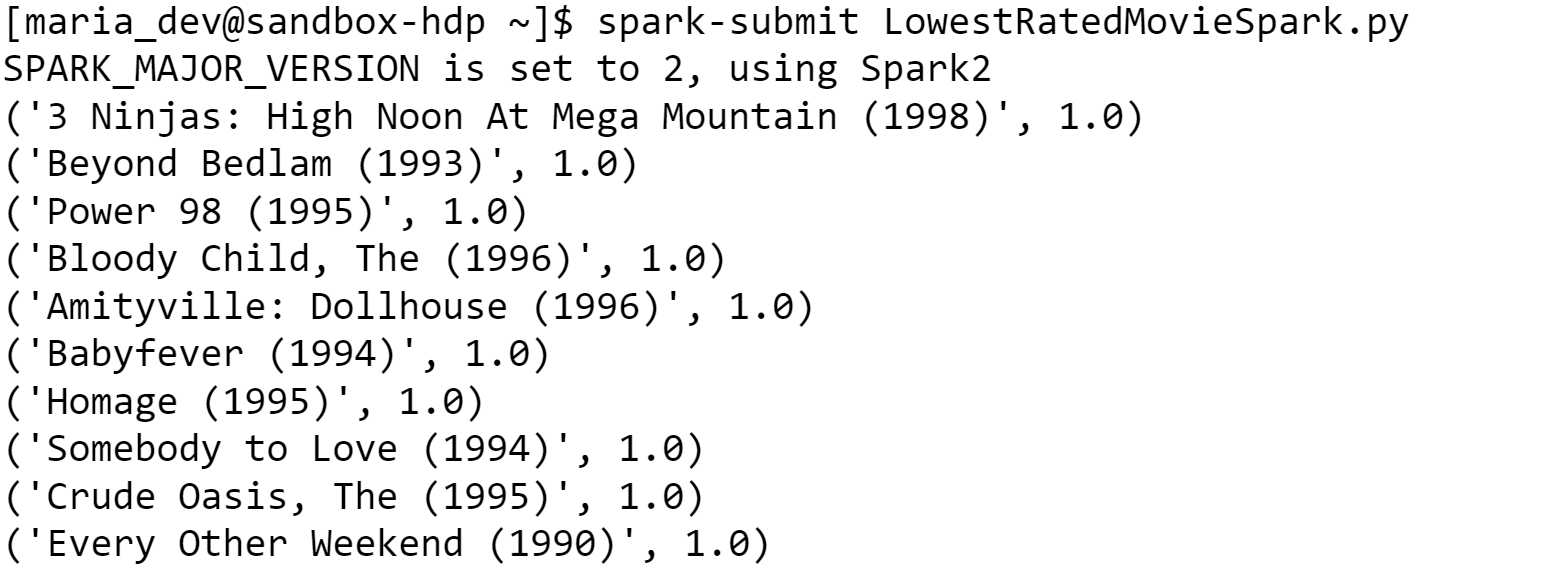 [maria_dev@sandbox-hdp ~]$ spark-submit LowestRatedMovieSpark.py
SPARK_MAJOR_VERSION is set to 2, using Spark2
('3 Ninjas: High Noon At Mega Mountain (1998)', 1.0)
('Beyond Bedlam (1993)', 1.0)
('Power 98 (1995)', 1.0)
('Bloody Child, The (1996)', 1.0)
('Amityville: Dollhouse (1996)', 1.0)
('Babyfever (1994)', 1.0)
('Homage (1995)', 1.0)
('Somebody to Love (1994)', 1.0)
('Crude Oasis, The (1995)', 1.0)
('Every Other Weekend (1990)', 1.0)